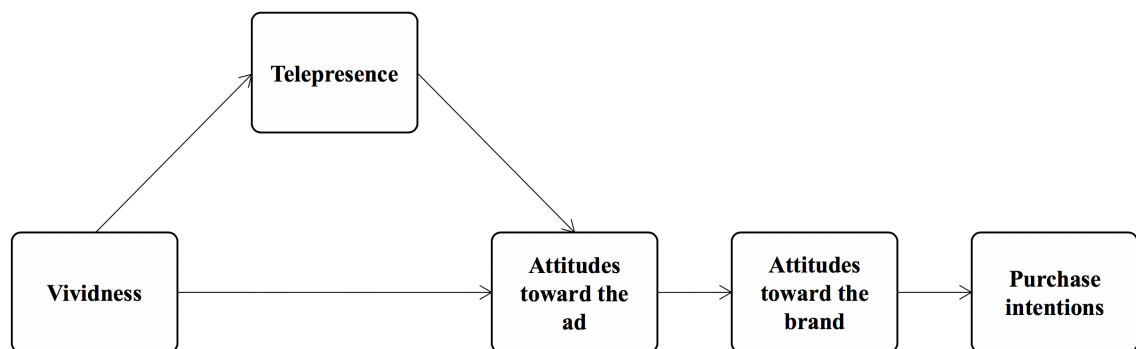 Telepresence
Vividness
Attitudes
toward the
ad
Attitudes
toward the
brand
Purchase
intentions